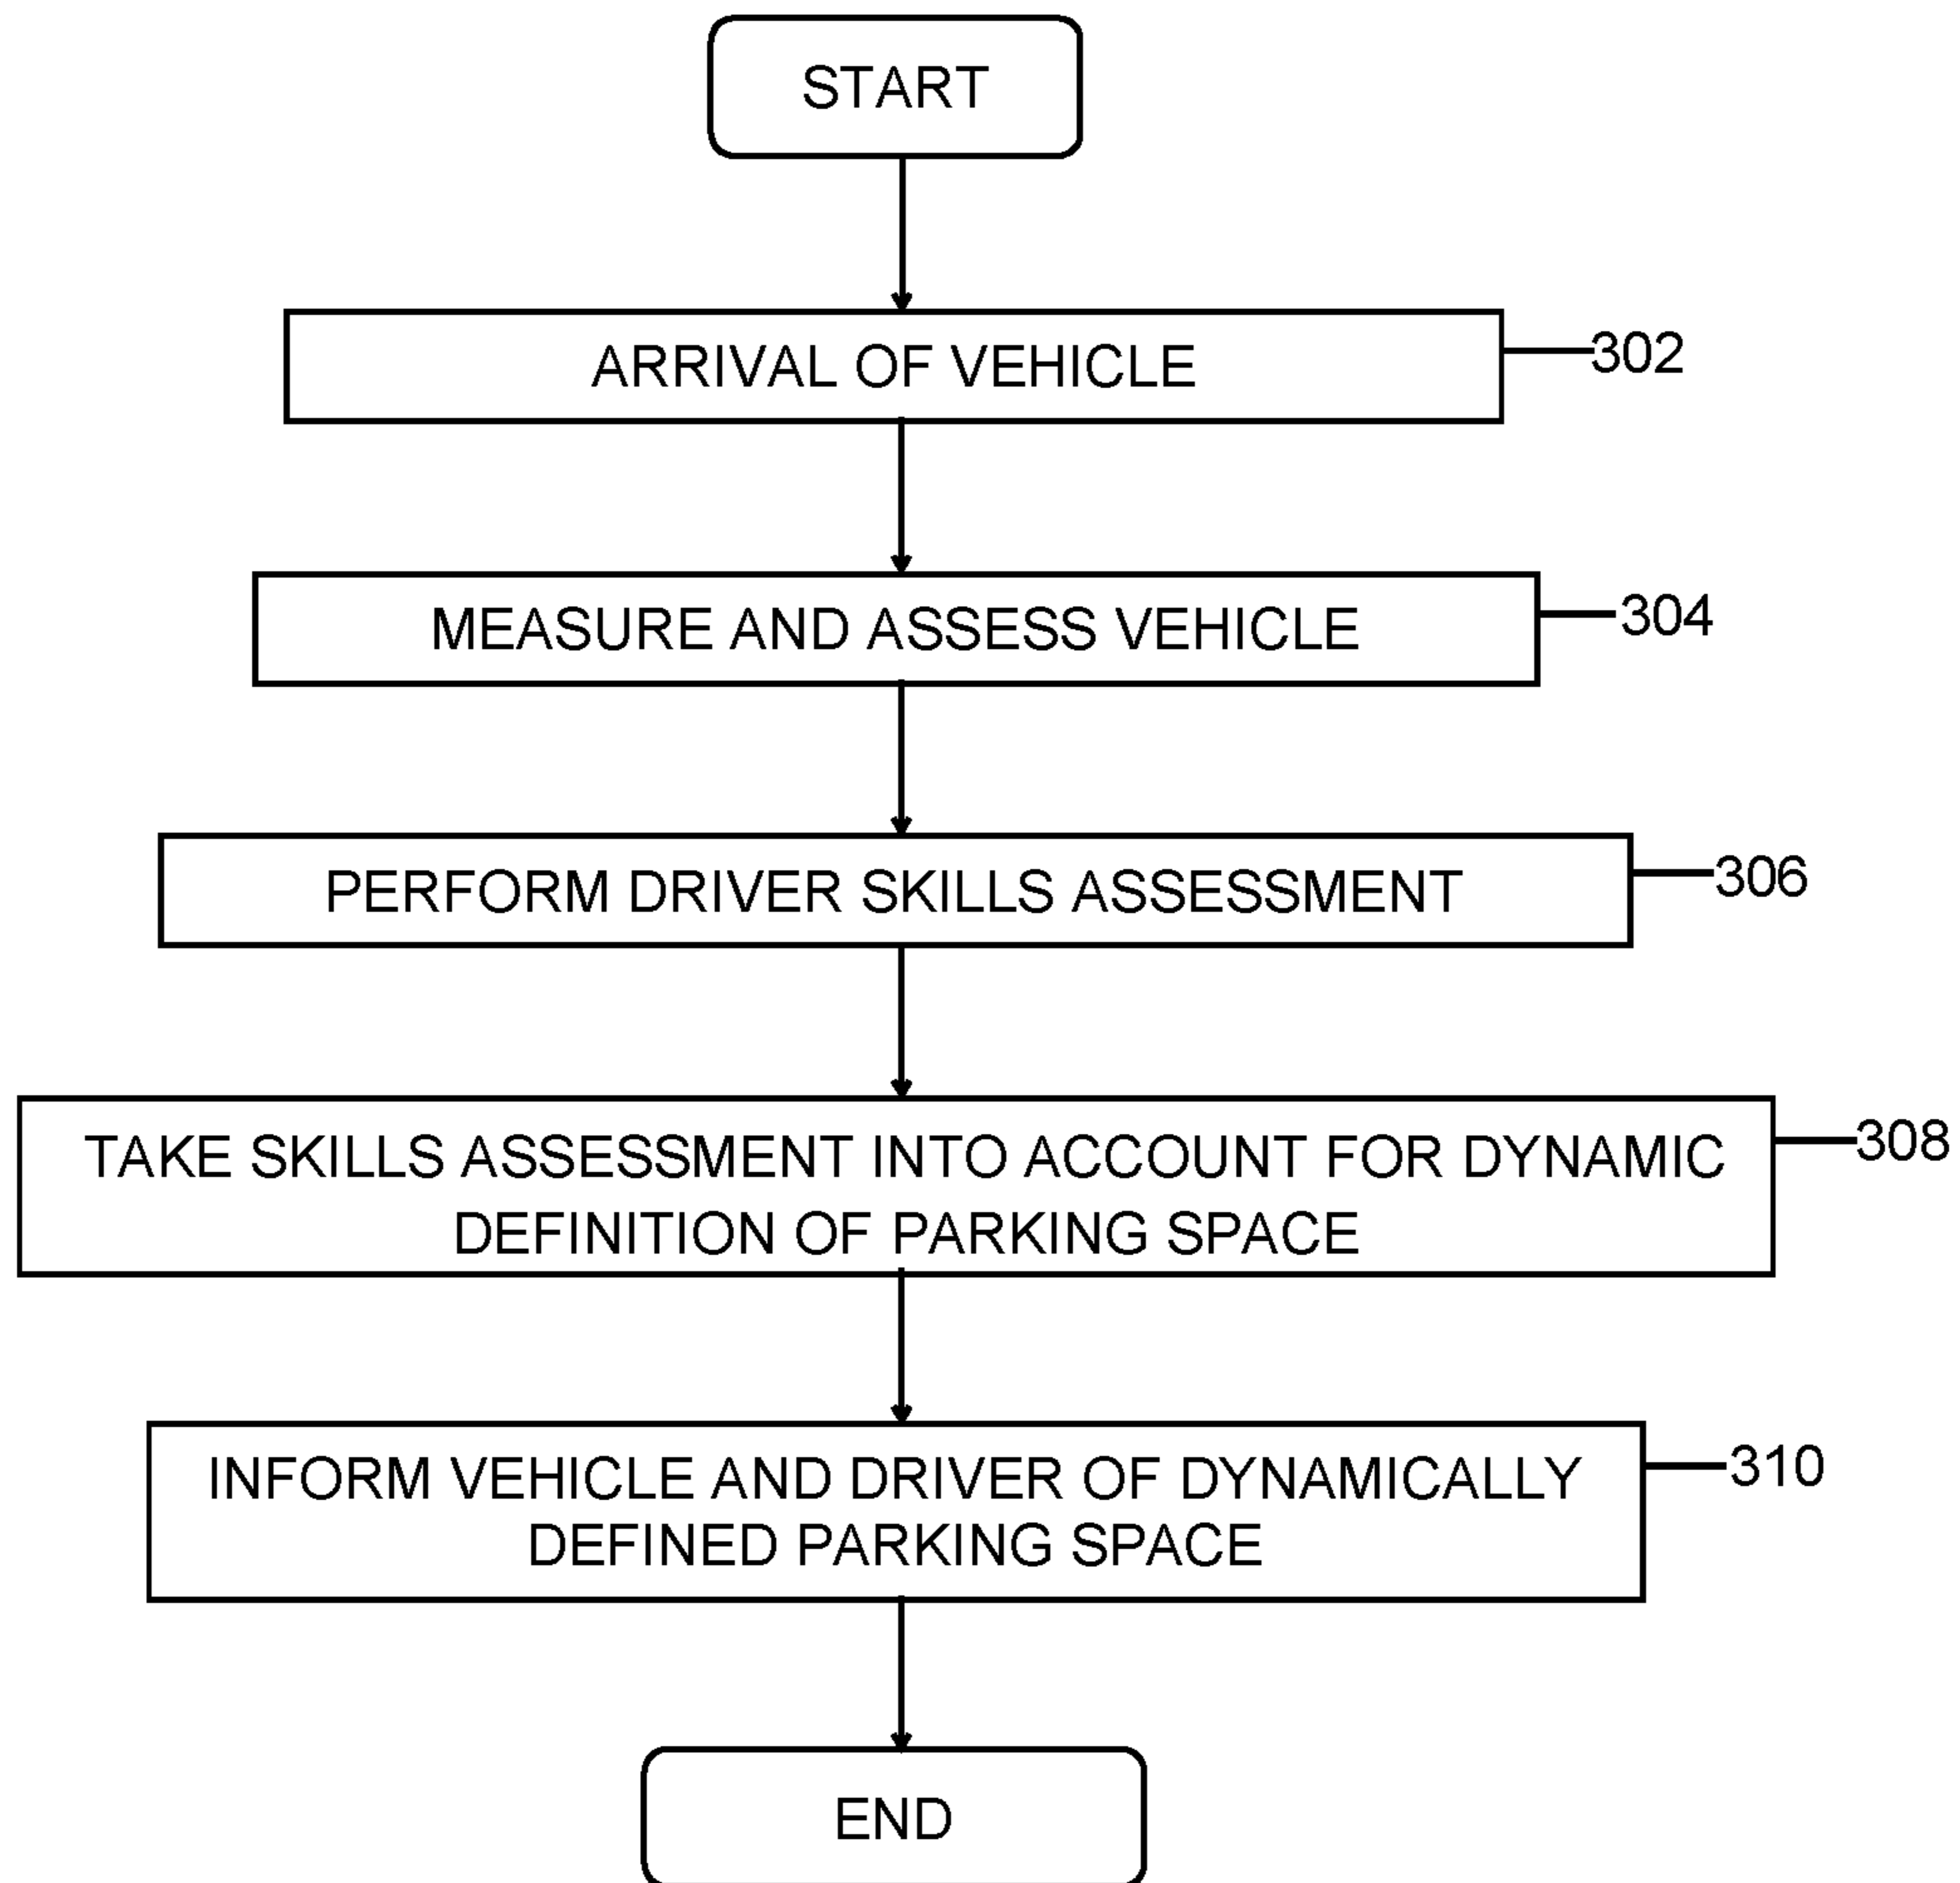 START
ARRIVAL OF VEHICLE
302
MEASURE AND ASSESS VEHICLE
304
PERFORM DRIVER SKILLS ASSESSMENT
306
TAKE SKILLS ASSESSMENT INTO ACCOUNT FOR DYNAMIC
DEFINITION OF PARKING SPACE
308
INFORM VEHICLE AND DRIVER OF DYNAMICALLY
DEFINED PARKING SPACE
310
END